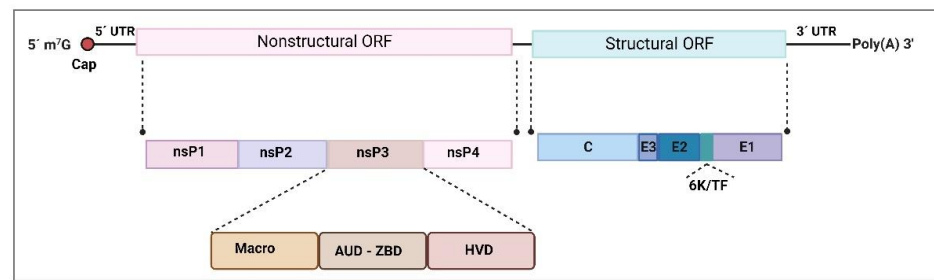 5´ m⁷G
Cap
5´ UTR
Nonstructural ORF
Structural ORF
3´ UTR
Poly(A) 3'
nsP1 nsP2 nsP3 nsP4
C E3 E2 E1
6K/TF
Macro AUD - ZBD HVD